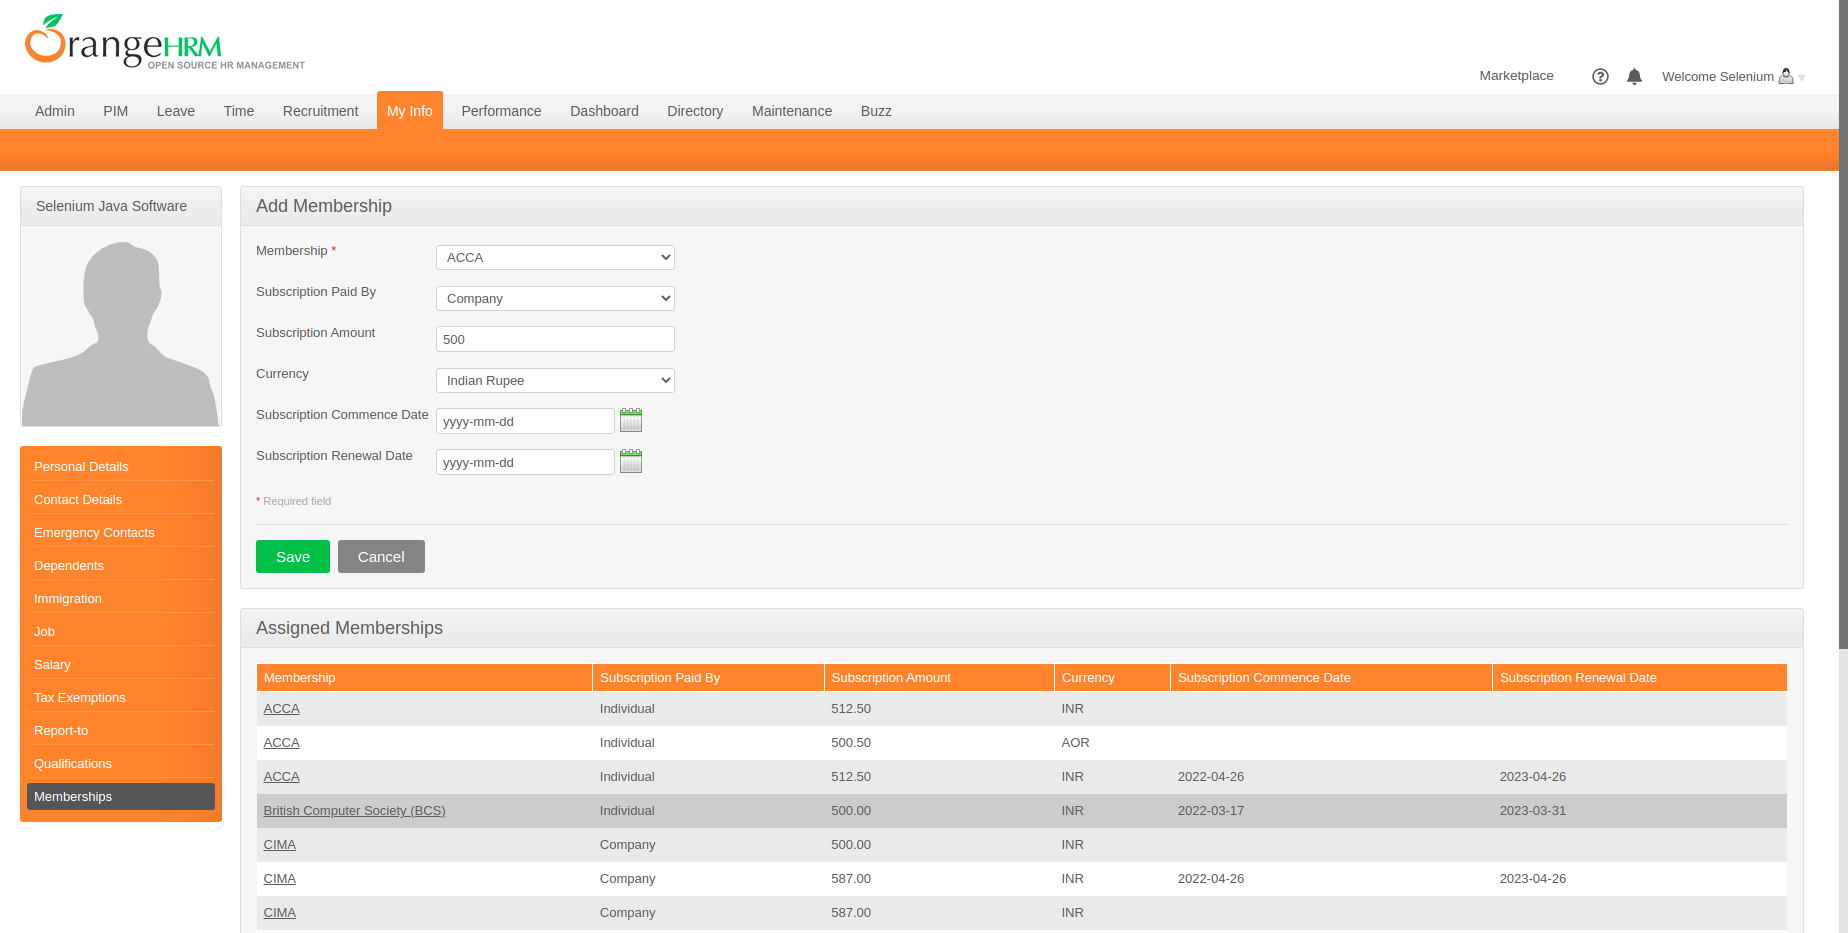 OrangeHRM
OPEN SOURCE HR MANAGEMENT
Marketplace
Welcome Selenium
Admin PIM Leave Time Recruitment My Info Performance Dashboard Directory Maintenance Buzz
Selenium Java Software
Personal Details
Contact Details
Emergency Contacts
Dependents
Immigration
Job
Salary
Tax Exemptions
Report-to
Qualifications
Memberships
Add Membership
Membership * ACCA
Subscription Paid By Company
Subscription Amount 500
Currency Indian Rupee
Subscription Commence Date yyyy-mm-dd
Subscription Renewal Date yyyy-mm-dd
* Required field
Save Cancel
Assigned Memberships
Membership Subscription Paid By Subscription Amount Currency Subscription Commence Date Subscription Renewal Date
ACCA Individual 512.50 INR
ACCA Individual 500.50 AOR
ACCA Individual 512.50 INR 2022-04-26 2023-04-26
British Computer Society (BCS) Individual 500.00 INR 2022-03-17 2023-03-31
CIMA Company 500.00 INR
CIMA Company 587.00 INR 2022-04-26 2023-04-26
CIMA Company 587.00 INR